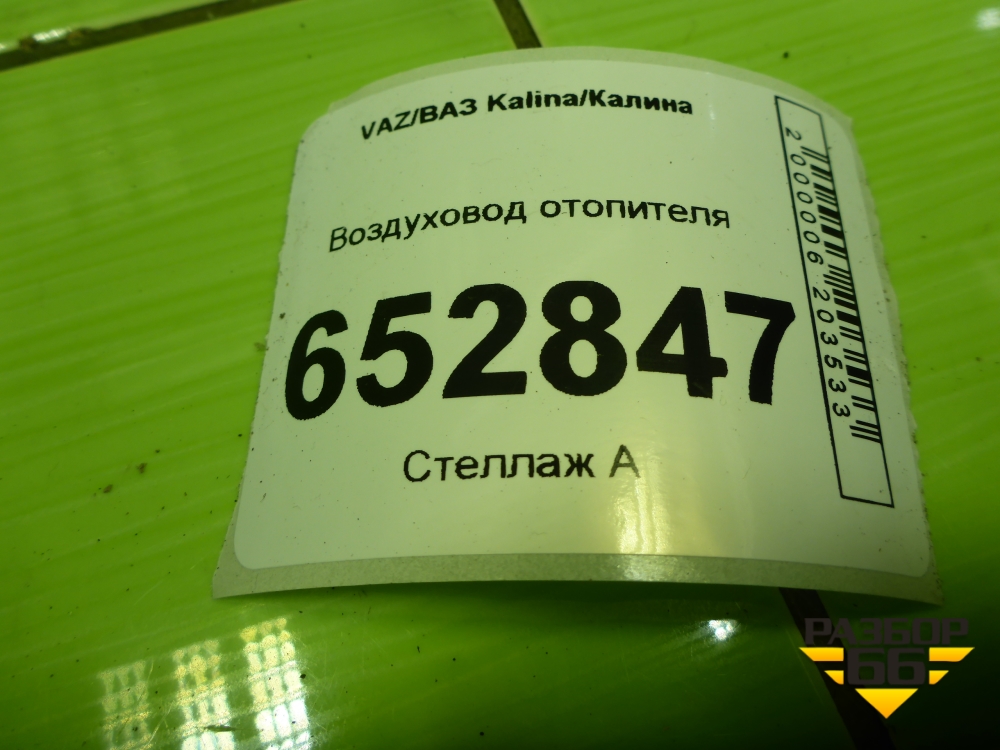 VAZ/ВАЗ Kalina/Калина
Воздуховод отопителя
652847
Стеллаж А
2000006203533
РАЗБОР
66